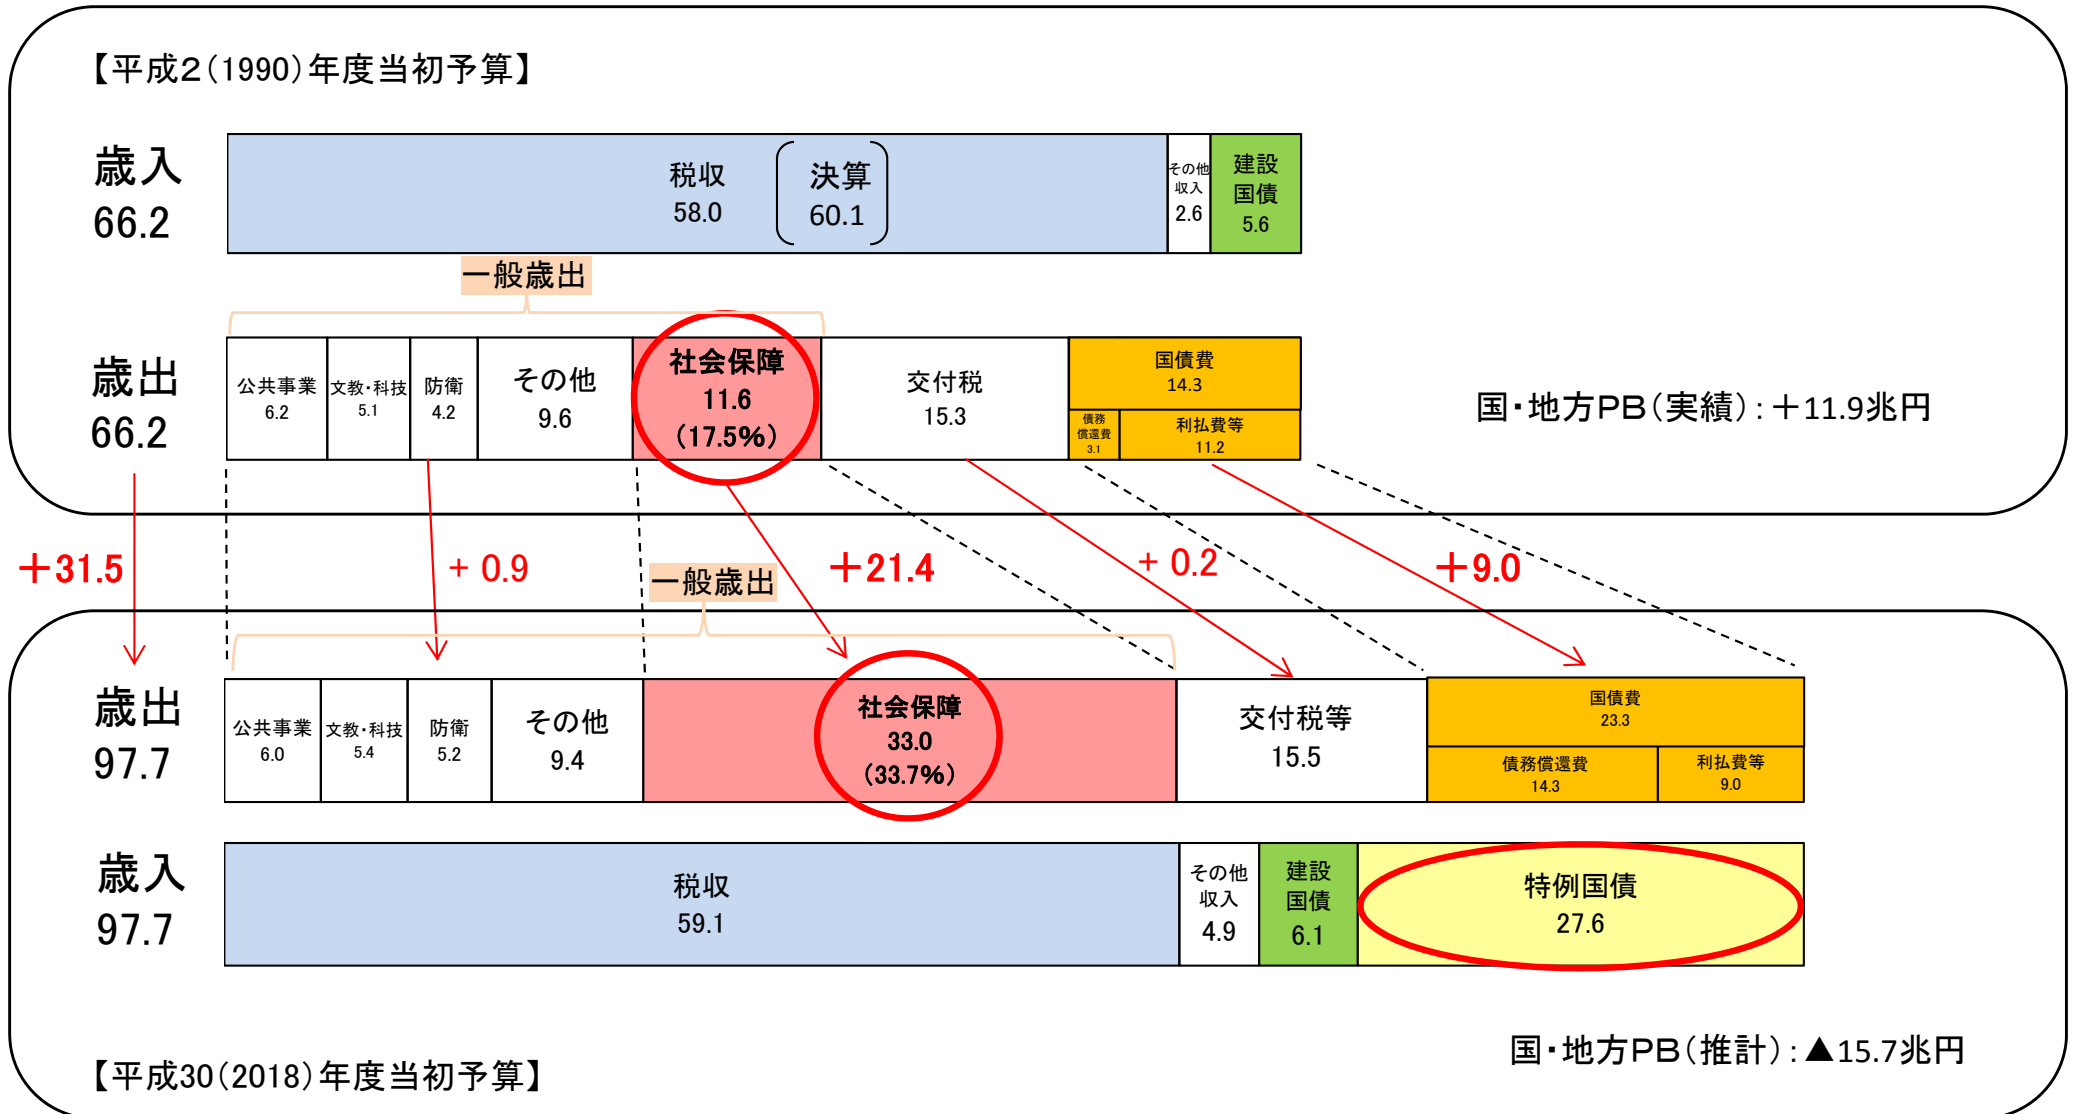 【平成２(1990)年度当初予算】
歳入
66.2
税収
58.0
決算
60.1
その他
収入
2.6
建設
国債
5.6
一般歳出
歳出
66.2
公共事業
6.2
文教・科技
5.1
防衛
4.2
その他
9.6
社会保障
11.6
(17.5%)
交付税
15.3
国債費
14.3
債務
償還費
3.1
利払費等
11.2
国・地方ＰＢ(実績)：＋11.9兆円
＋31.5
+ 0.9
＋21.4
+ 0.2
＋9.0
一般歳出
歳出
97.7
公共事業
6.0
文教・科技
5.4
防衛
5.2
その他
9.4
社会保障
33.0
(33.7%)
交付税等
15.5
国債費
23.3
債務償還費
14.3
利払費等
9.0
歳入
97.7
税収
59.1
その他
収入
4.9
建設
国債
6.1
特例国債
27.6
国・地方ＰＢ(推計)：▲15.7兆円
【平成30(2018)年度当初予算】